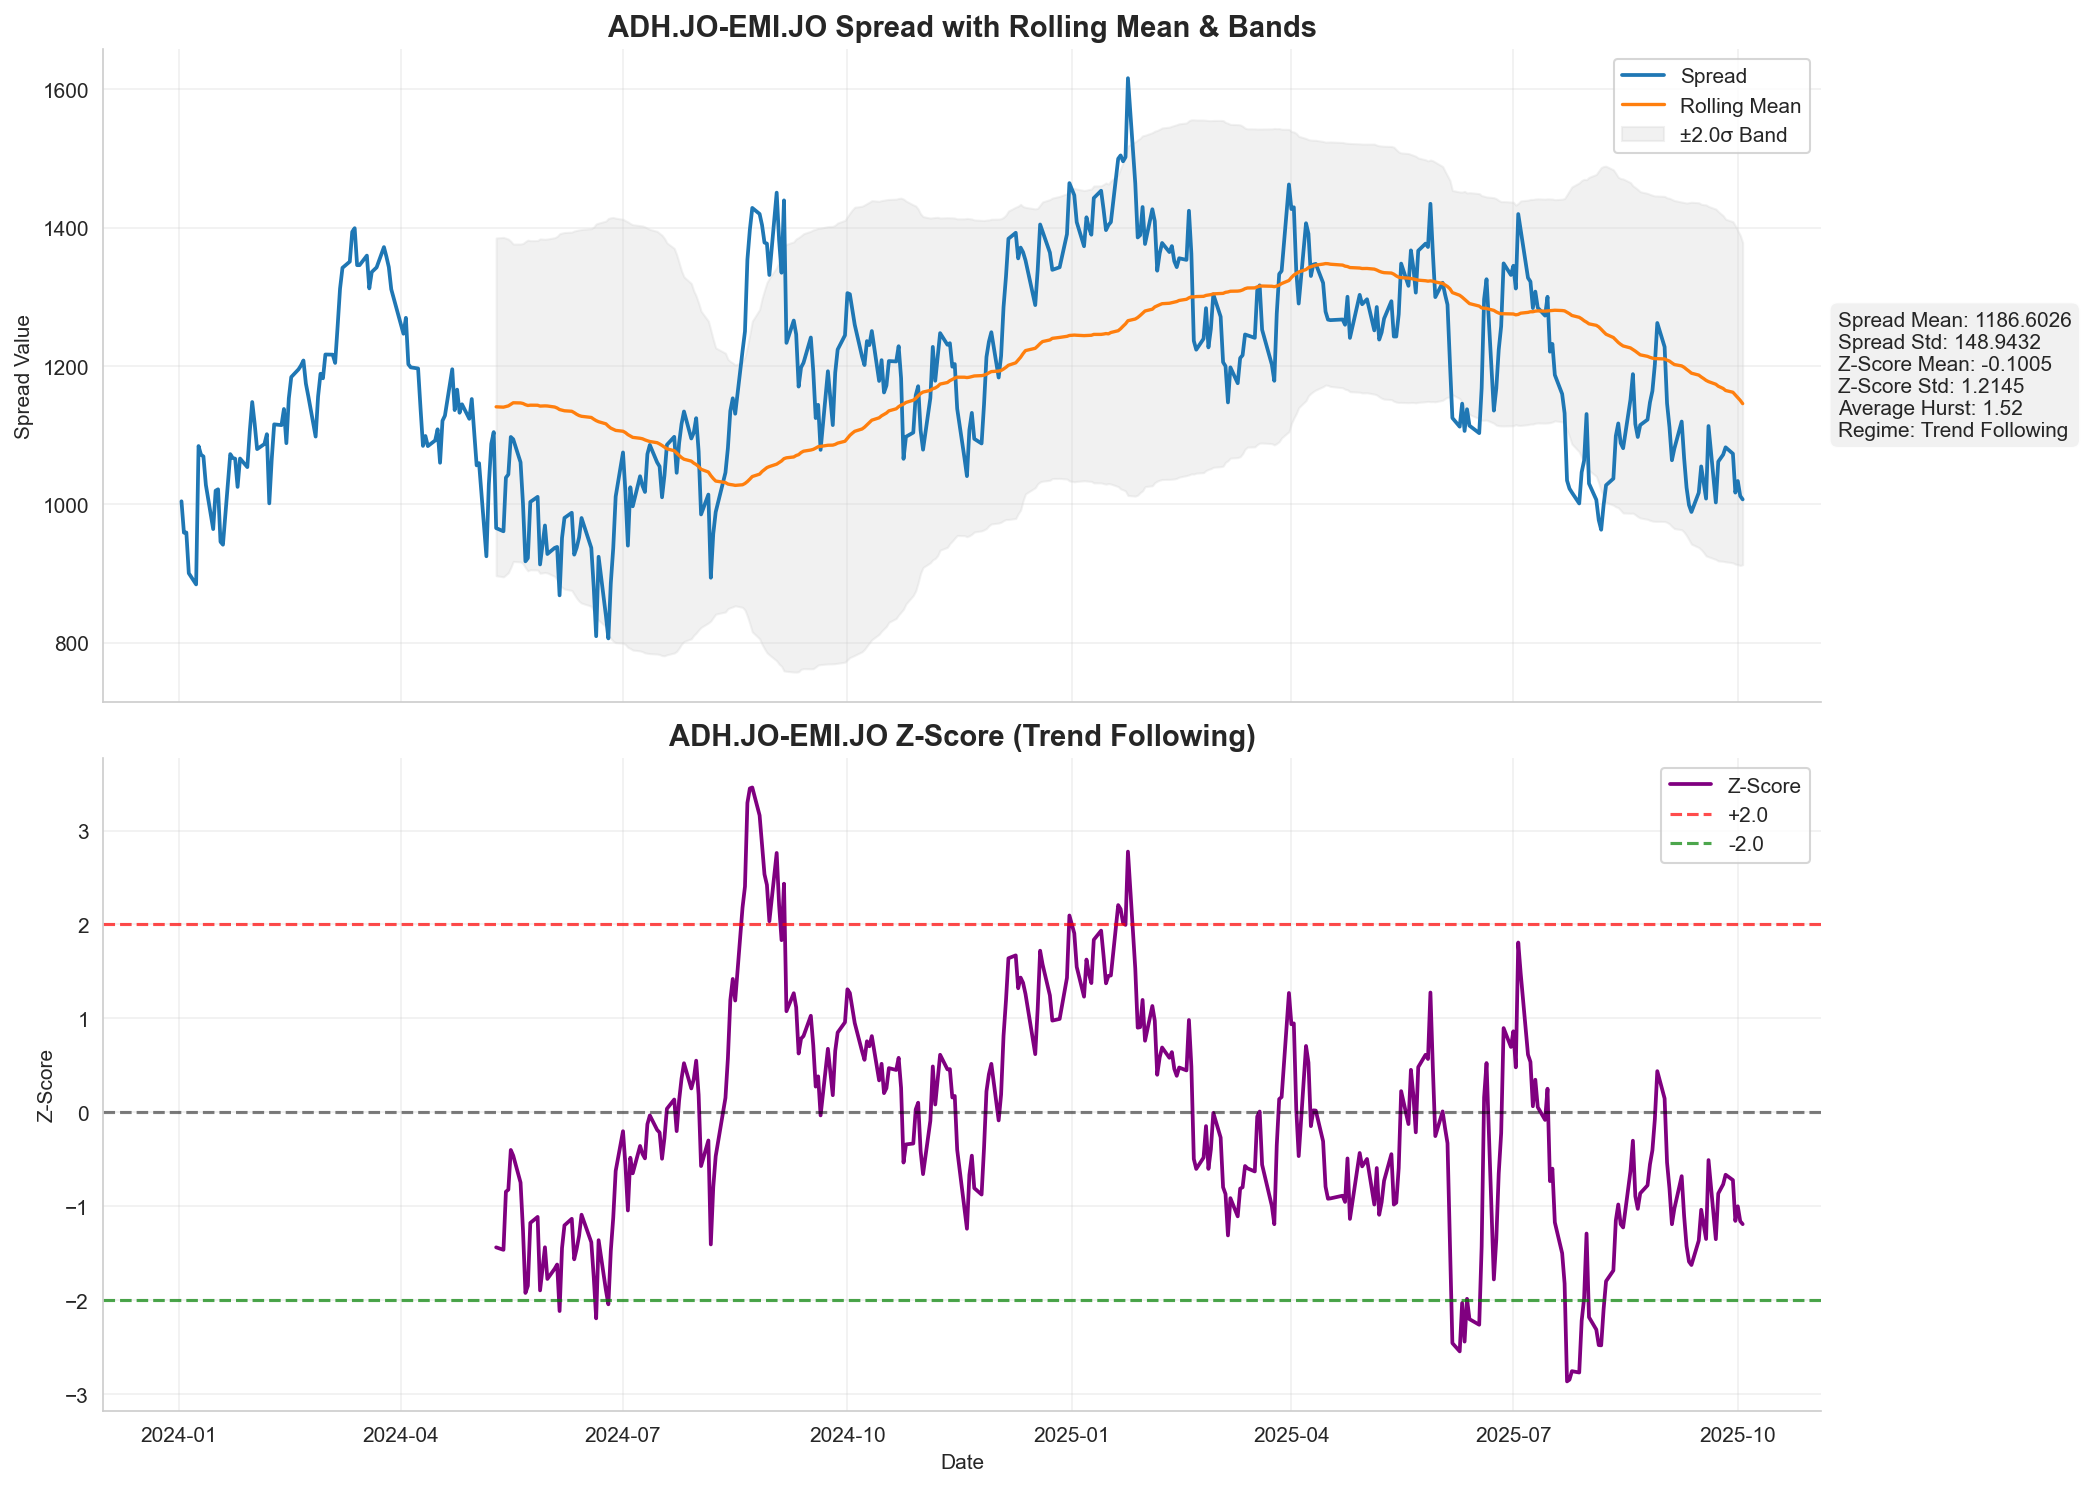 ADH.JO-EMI.JO Spread with Rolling Mean & Bands
Spread Value
1600
1400
1200
1000
800
Spread
Rolling Mean
±2.0σ Band
Spread Mean: 1186.6026
Spread Std: 148.9432
Z-Score Mean: -0.1005
Z-Score Std: 1.2145
Average Hurst: 1.52
Regime: Trend Following
ADH.JO-EMI.JO Z-Score (Trend Following)
Z-Score
3
2
1
0
−1
−2
−3
Z-Score
+2.0
-2.0
2024-01
2024-04
2024-07
2024-10
2025-01
2025-04
2025-07
2025-10
Date